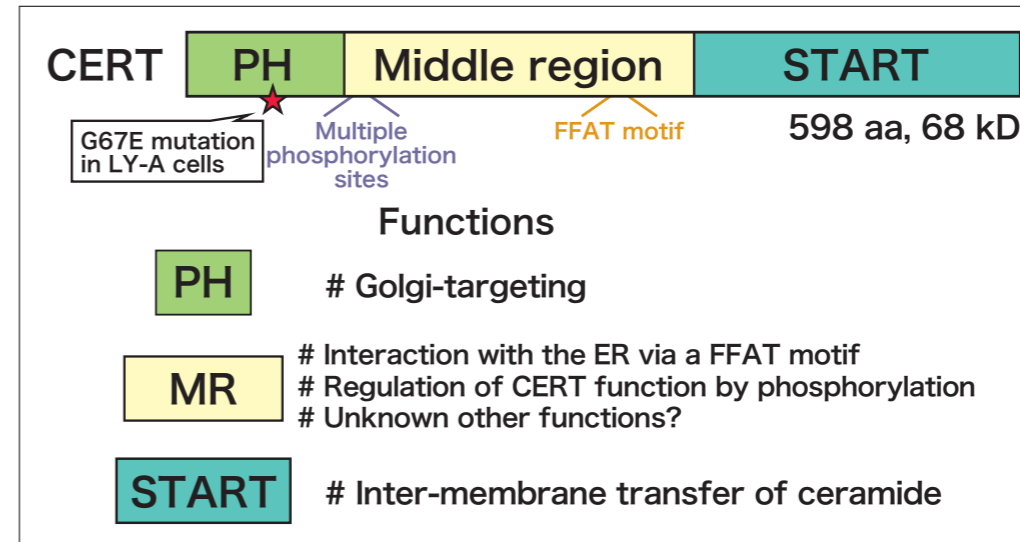 CERT PH Middle region START
G67E mutation
in LY-A cells
Multiple
phosphorylation
sites
FFAT motif
598 aa, 68 kD
Functions
PH # Golgi-targeting
# Interaction with the ER via a FFAT motif
MR # Regulation of CERT function by phosphorylation
# Unknown other functions?
START # Inter-membrane transfer of ceramide